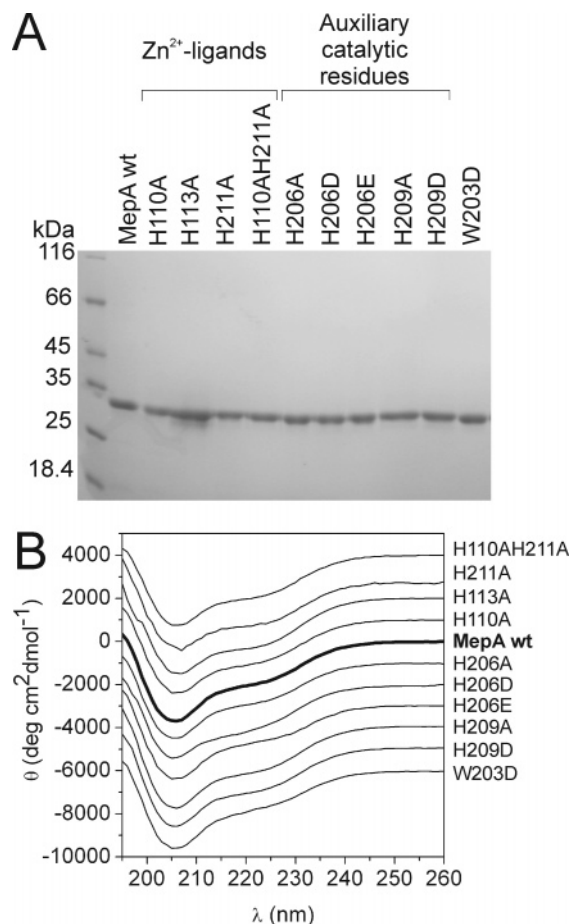 A
Zn²⁺-ligands
Auxiliary
catalytic
residues
MepA wt
H110A
H113A
H211A
H110AH211A
H206A
H206D
H206E
H209A
H209D
W203D
kDa
116
66
45
35
25
18.4
B
4000
2000
0
-2000
-4000
-6000
-8000
-10000
θ (deg cm²dmol⁻¹)
200 210 220 230 240 250 260
λ (nm)
H110AH211A
H211A
H113A
H110A
MepA wt
H206A
H206D
H206E
H209A
H209D
W203D